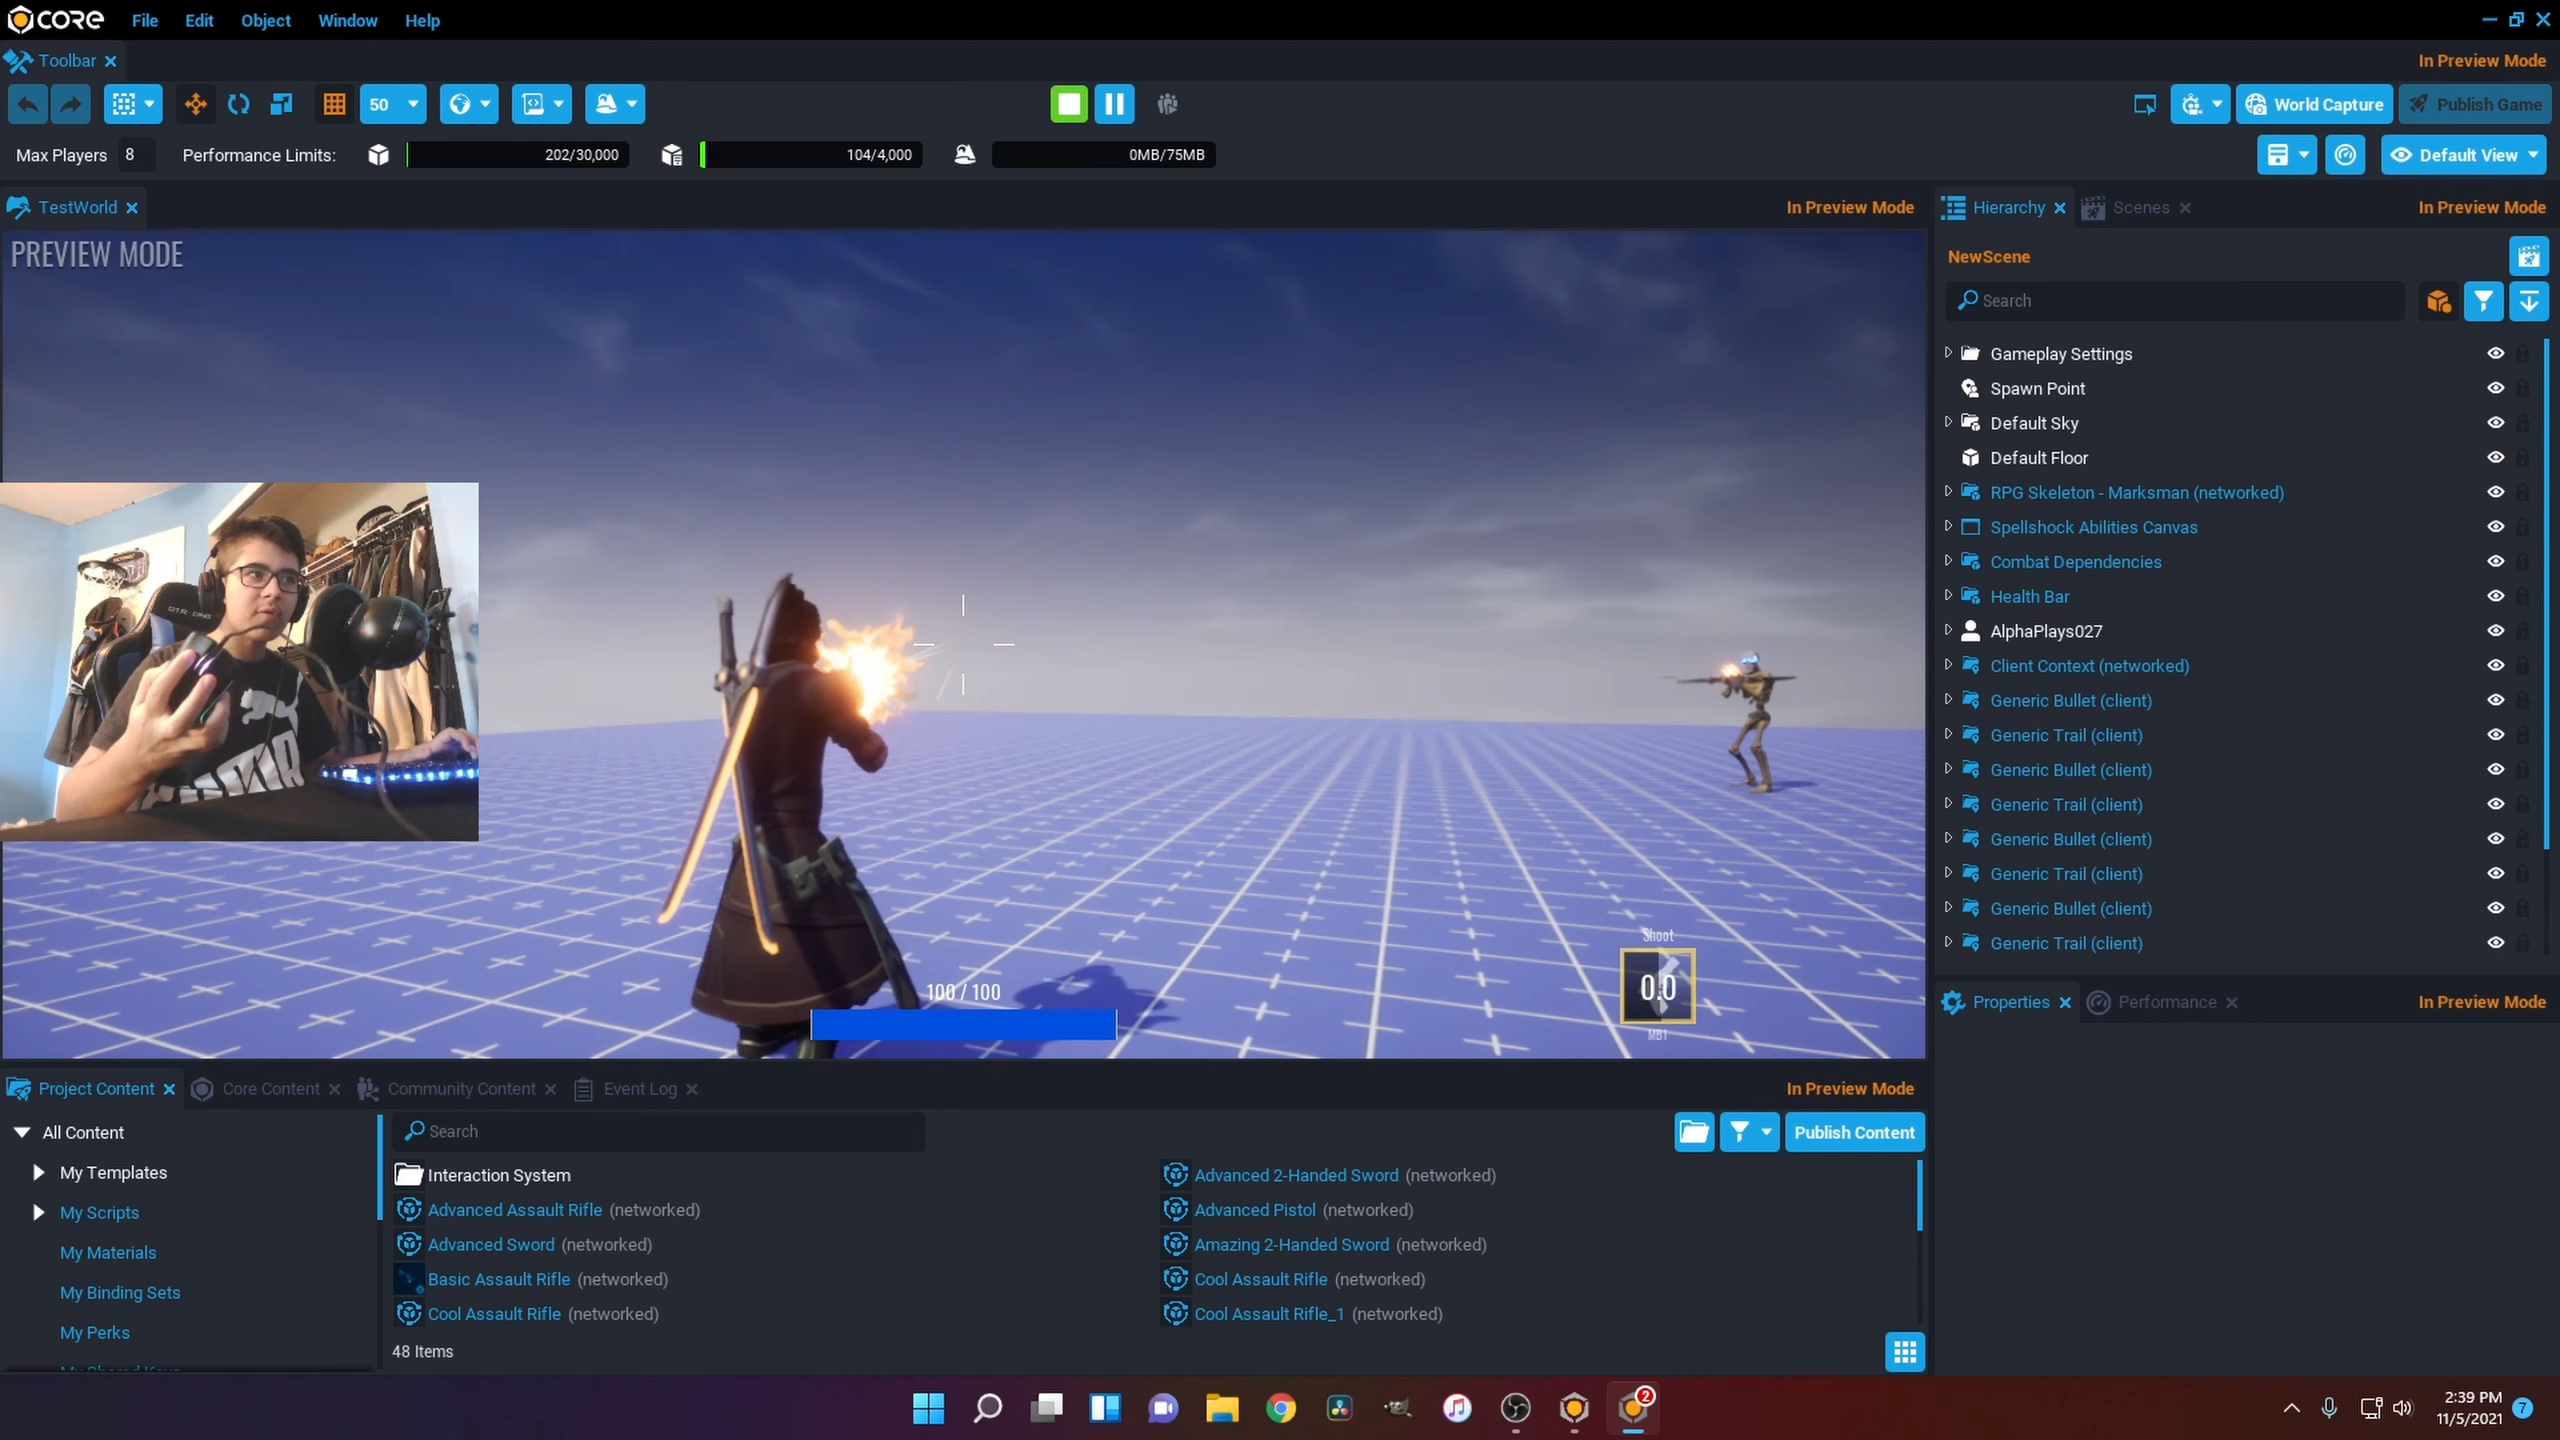 CORE File Edit Object Window Help
Toolbar In Preview Mode
50 World Capture Publish Game
Max Players 8 Performance Limits: 202/30,000 104/4,000 0MB/75MB Default View
TestWorld In Preview Mode
Hierarchy Scenes In Preview Mode
PREVIEW MODE
NewScene
Search
Gameplay Settings
Spawn Point
Default Sky
Default Floor
RPG Skeleton - Marksman (networked)
Spellshock Abilities Canvas
Combat Dependencies
Health Bar
AlphaPlays027
Client Context (networked)
Generic Bullet (client)
Generic Trail (client)
Generic Bullet (client)
Generic Trail (client)
Generic Bullet (client)
Generic Trail (client)
Generic Bullet (client)
Generic Trail (client)
Shoot
0.0
MB1
100 / 100
Properties Performance In Preview Mode
Project Content Core Content Community Content Event Log In Preview Mode
All Content
My Templates
My Scripts
My Materials
My Binding Sets
My Perks
Search
Publish Content
Interaction System
Advanced 2-Handed Sword (networked)
Advanced Assault Rifle (networked)
Advanced Pistol (networked)
Advanced Sword (networked)
Amazing 2-Handed Sword (networked)
Basic Assault Rifle (networked)
Cool Assault Rifle (networked)
Cool Assault Rifle (networked)
Cool Assault Rifle_1 (networked)
48 Items
2
2:39 PM
11/5/2021
7